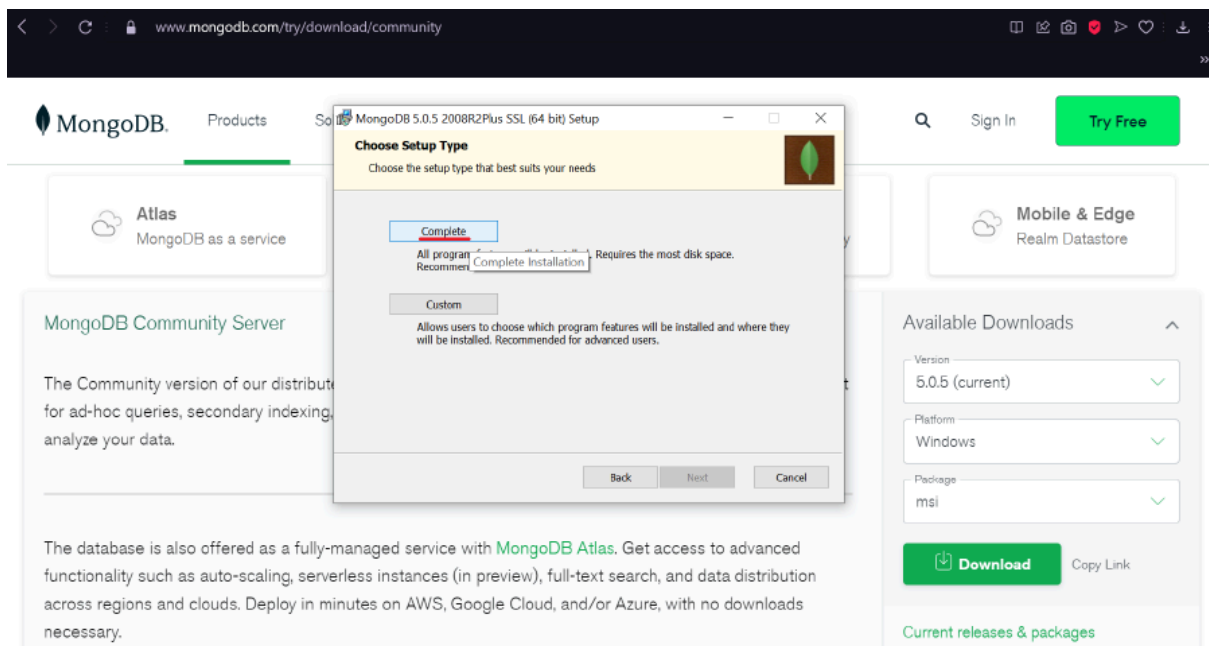 www.mongodb.com/try/download/community
MongoDB.
Products
So
Sign In
Try Free
MongoDB 5.0.5 2008R2Plus SSL (64 bit) Setup
Choose Setup Type
Choose the setup type that best suits your needs
Complete
All program Requires the most disk space.
Recommen
Complete Installation
Custom
Allows users to choose which program features will be installed and where they
will be installed. Recommended for advanced users.
Back
Next
Cancel
Atlas
MongoDB as a service
y
Mobile & Edge
Realm Datastore
MongoDB Community Server
The Community version of our distribute
t
for ad-hoc queries, secondary indexing,
analyze your data.
The database is also offered as a fully-managed service with MongoDB Atlas. Get access to advanced
functionality such as auto-scaling, serverless instances (in preview), full-text search, and data distribution
across regions and clouds. Deploy in minutes on AWS, Google Cloud, and/or Azure, with no downloads
necessary.
Available Downloads
Version
5.0.5 (current)
Platform
Windows
Package
msi
Download
Copy Link
Current releases & packages